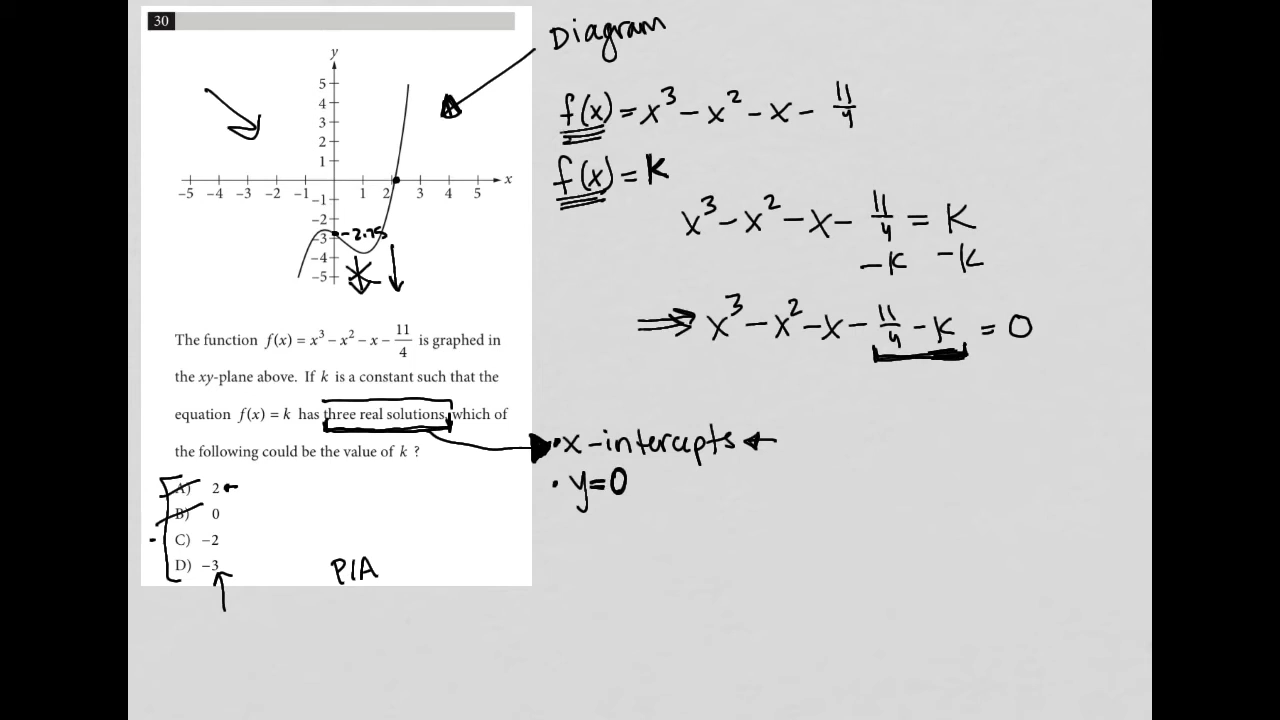 30
Diagram
y
5
4
3
2
1
-5 -4 -3 -2 -1 1 2 3 4 5 x
-1
-2
-3 -2.75
-4
-5
f(x) = x³ - x² - x - 11/4
f(x) = k
x³ - x² - x - 11/4 = k
-k -k
⇒ x³ - x² - x - 11/4 - k = 0
The function f(x) = x³ − x² − x − 11/4 is graphed in
the xy-plane above. If k is a constant such that the
equation f(x) = k has three real solutions, which of
the following could be the value of k ?
A) 2
B) 0
C) −2
D) −3
PIA
• x-intercepts ←
• y=0